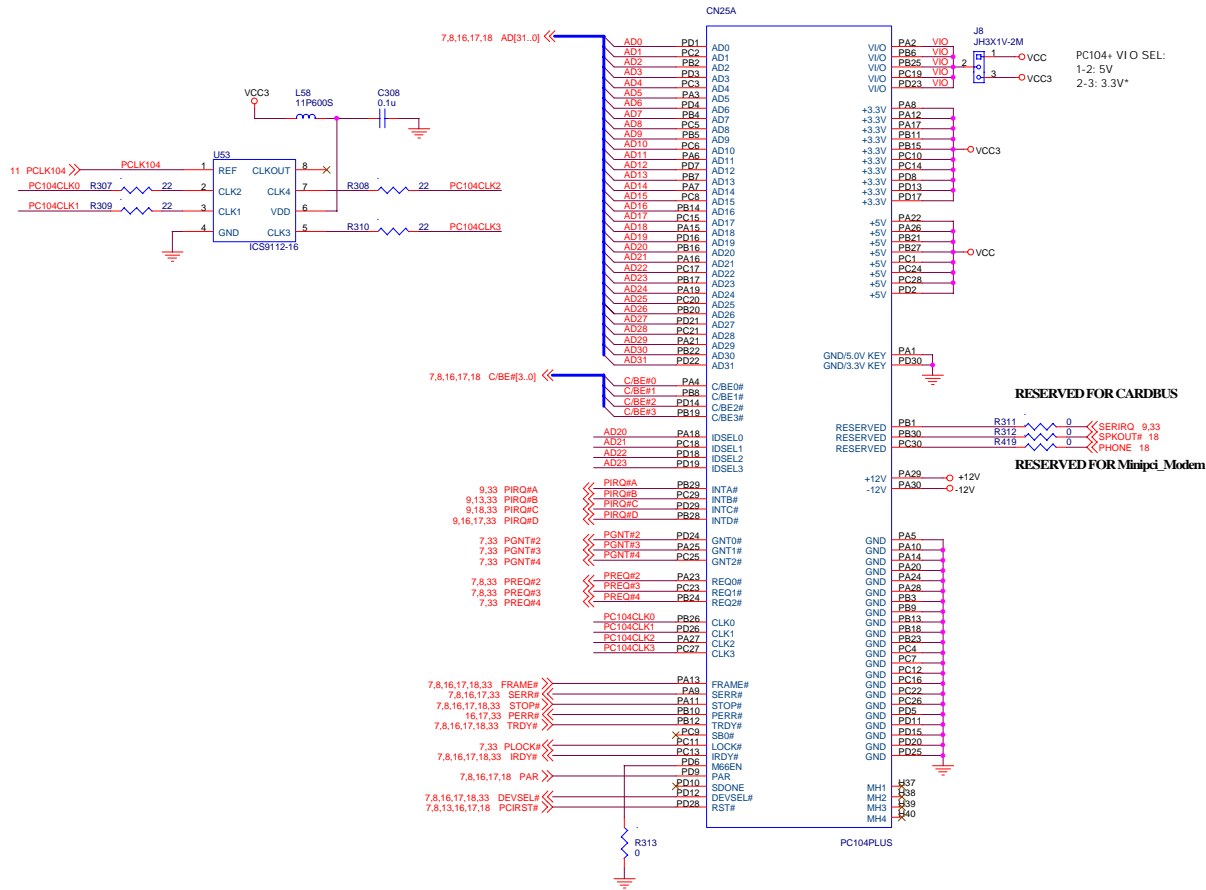 CN25A
7,8,16,17,18 AD[31..0]
AD0 PD1 AD0
AD1 PC2 AD1
AD2 PB2 AD2
AD3 PD3 AD3
AD4 PC3 AD4
AD5 PA3 AD5
AD6 PD4 AD6
AD7 PB4 AD7
AD8 PC5 AD8
AD9 PB5 AD9
AD10 PC6 AD10
AD11 PA6 AD11
AD12 PD7 AD12
AD13 PB7 AD13
AD14 PA7 AD14
AD15 PC8 AD15
AD16 PB14 AD16
AD17 PC15 AD17
AD18 PA15 AD18
AD19 PD16 AD19
AD20 PB16 AD20
AD21 PA16 AD21
AD22 PC17 AD22
AD23 PB17 AD23
AD24 PA19 AD24
AD25 PC20 AD25
AD26 PB20 AD26
AD27 PD21 AD27
AD28 PC21 AD28
AD29 PA21 AD29
AD30 PB22 AD30
AD31 PD22 AD31
7,8,16,17,18 C/BE#[3..0]
C/BE#0 PA4 C/BE0#
C/BE#1 PB8 C/BE1#
C/BE#2 PD14 C/BE2#
C/BE#3 PB19 C/BE3#
AD20 PA18 IDSEL0
AD21 PC18 IDSEL1
AD22 PD18 IDSEL2
AD23 PD19 IDSEL3
9,33 PIRQ#A PIRQ#A PB29 INTA#
9,13,33 PIRQ#B PIRQ#B PC29 INTB#
9,18,33 PIRQ#C PIRQ#C PD29 INTC#
9,16,17,33 PIRQ#D PIRQ#D PB28 INTD#
7,33 PGNT#2 PGNT#2 PD24 GNT0#
7,33 PGNT#3 PGNT#3 PA25 GNT1#
7,33 PGNT#4 PGNT#4 PC25 GNT2#
7,8,33 PREQ#2 PREQ#2 PA23 REQ0#
7,8,33 PREQ#3 PREQ#3 PC23 REQ1#
7,33 PREQ#4 PREQ#4 PB24 REQ2#
PC104CLK0 PB26 CLK0
PC104CLK1 PD26 CLK1
PC104CLK2 PA27 CLK2
PC104CLK3 PC27 CLK3
7,8,16,17,18,33 FRAME# PA13 FRAME#
7,8,16,17,18,33 SERR# PA9 SERR#
7,8,16,17,18,33 STOP# PA11 STOP#
16,17,33 PERR# PB10 PERR#
7,8,16,17,18,33 TRDY# PB12 TRDY#
PC9 SB0#
7,33 PLOCK# PC11 LOCK#
7,8,16,17,18,33 IRDY# PC13 IRDY#
PD6 M66EN
7,8,16,17,18 PAR PD9 PAR
PD10 SDONE
7,8,16,17,18,33 DEVSEL# PD12 DEVSEL#
7,8,13,16,17,18 PCIRST# PD28 RST#
R313
0
VCC3
L58
11P600S
C308
0.1u
U53
11 PCLK104 PCLK104 1 REF CLKOUT 8
PC104CLK0 R307 22 2 CLK2 CLK4 7 R308 22 PC104CLK2
PC104CLK1 R309 22 3 CLK1 VDD 6
4 GND CLK3 5 R310 22 PC104CLK3
ICS9112-16
VI/O PA2 VIO
VI/O PB6 VIO
VI/O PB25 VIO
VI/O PC19 VIO
VI/O PD23 VIO
J8
JH3X1V-2M
1 VCC
2
3 VCC3
PC104+ VIO SEL:
1-2: 5V
2-3: 3.3V*
+3.3V PA8
+3.3V PA12
+3.3V PA17
+3.3V PB11
+3.3V PB15 VCC3
+3.3V PC10
+3.3V PC14
+3.3V PD8
+3.3V PD13
+3.3V PD17
+5V PA22
+5V PA26
+5V PB21
+5V PB27 VCC
+5V PC1
+5V PC24
+5V PC28
+5V PD2
GND/5.0V KEY PA1
GND/3.3V KEY PD30
RESERVED FOR CARDBUS
RESERVED PB1 R311 0 SERIRQ 9,33
RESERVED PB30 R312 0 SPKOUT# 18
RESERVED PC30 R419 0 PHONE 18
RESERVED FOR Minipci_Modem
+12V PA29 +12V
-12V PA30 -12V
GND PA5
GND PA10
GND PA14
GND PA20
GND PA24
GND PA28
GND PB3
GND PB9
GND PB13
GND PB18
GND PB23
GND PC4
GND PC7
GND PC12
GND PC16
GND PC22
GND PC26
GND PD5
GND PD11
GND PD15
GND PD20
GND PD25
MH1 H37
MH2 H38
MH3 H39
MH4 H40
PC104PLUS